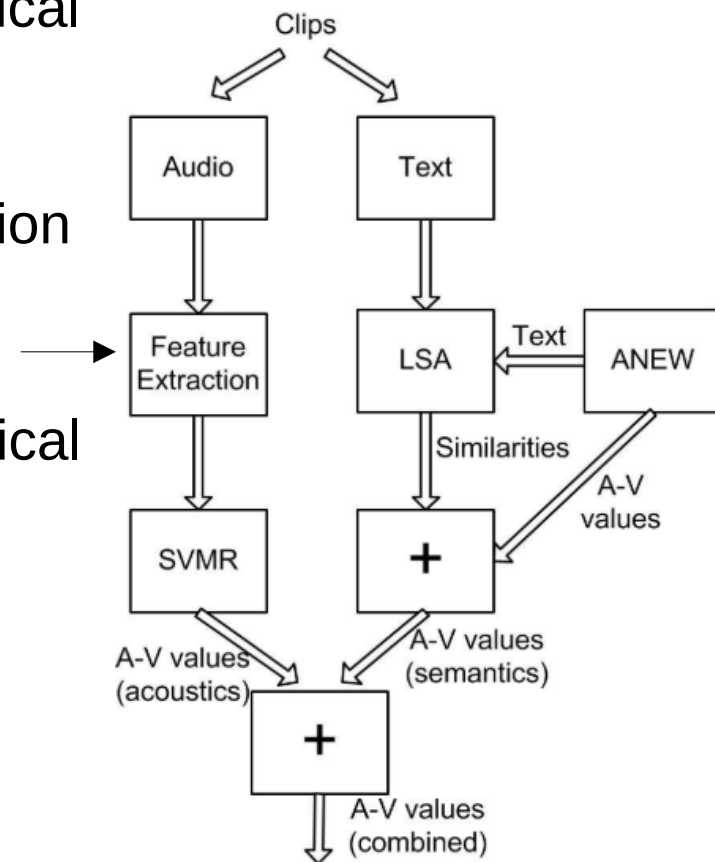 ical
Clips
Audio
Text
ion
Feature
Extraction
LSA
Text
ANEW
ical
Similarities
A-V
values
SVMR
+
A-V values
(acoustics)
A-V values
(semantics)
+
A-V values
(combined)